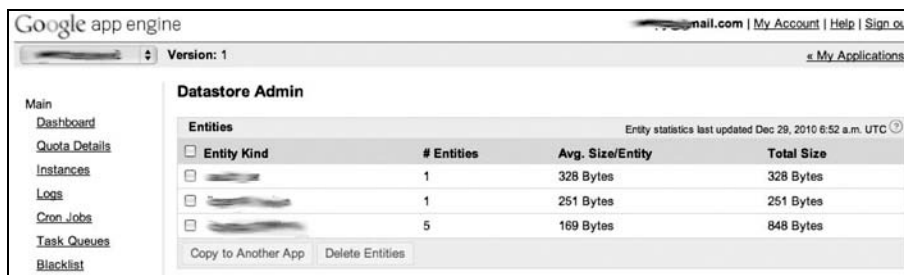 Google app engine
nail.com | My Account | Help | Sign ou
Version: 1
« My Applications
Main
Dashboard
Quota Details
Instances
Logs
Cron Jobs
Task Queues
Blacklist
Datastore Admin
Entities Entity statistics last updated Dec 29, 2010 6:52 a.m. UTC ?
Entity Kind # Entities Avg. Size/Entity Total Size
1 328 Bytes 328 Bytes
1 251 Bytes 251 Bytes
5 169 Bytes 848 Bytes
Copy to Another App Delete Entities